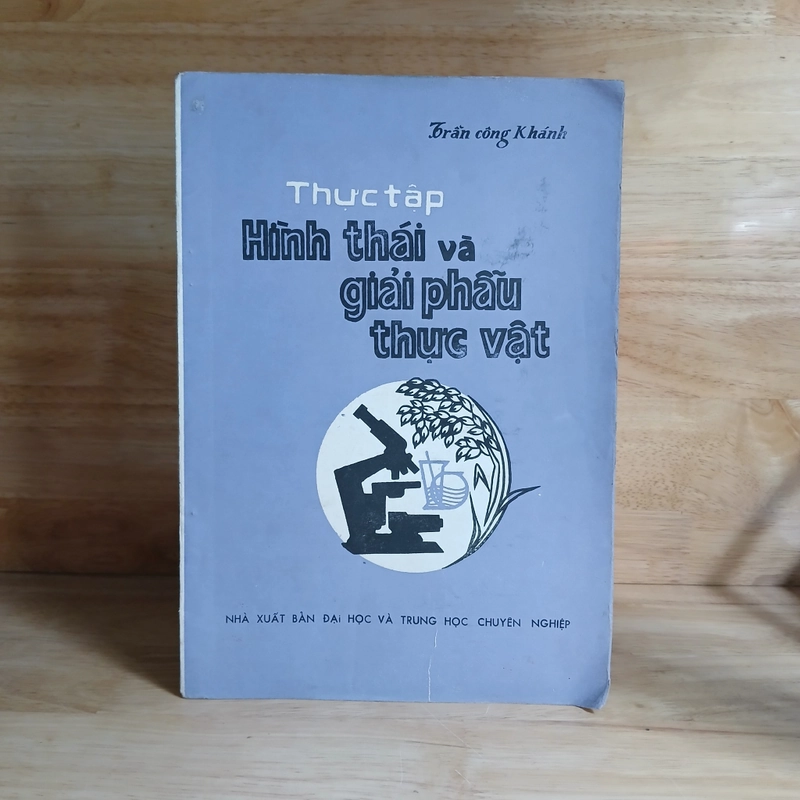 Trần công Khánh
Thực tập
Hình thái và
giải phẫu
thực vật
NHÀ XUẤT BẢN ĐẠI HỌC VÀ TRUNG HỌC CHUYÊN NGHIỆP